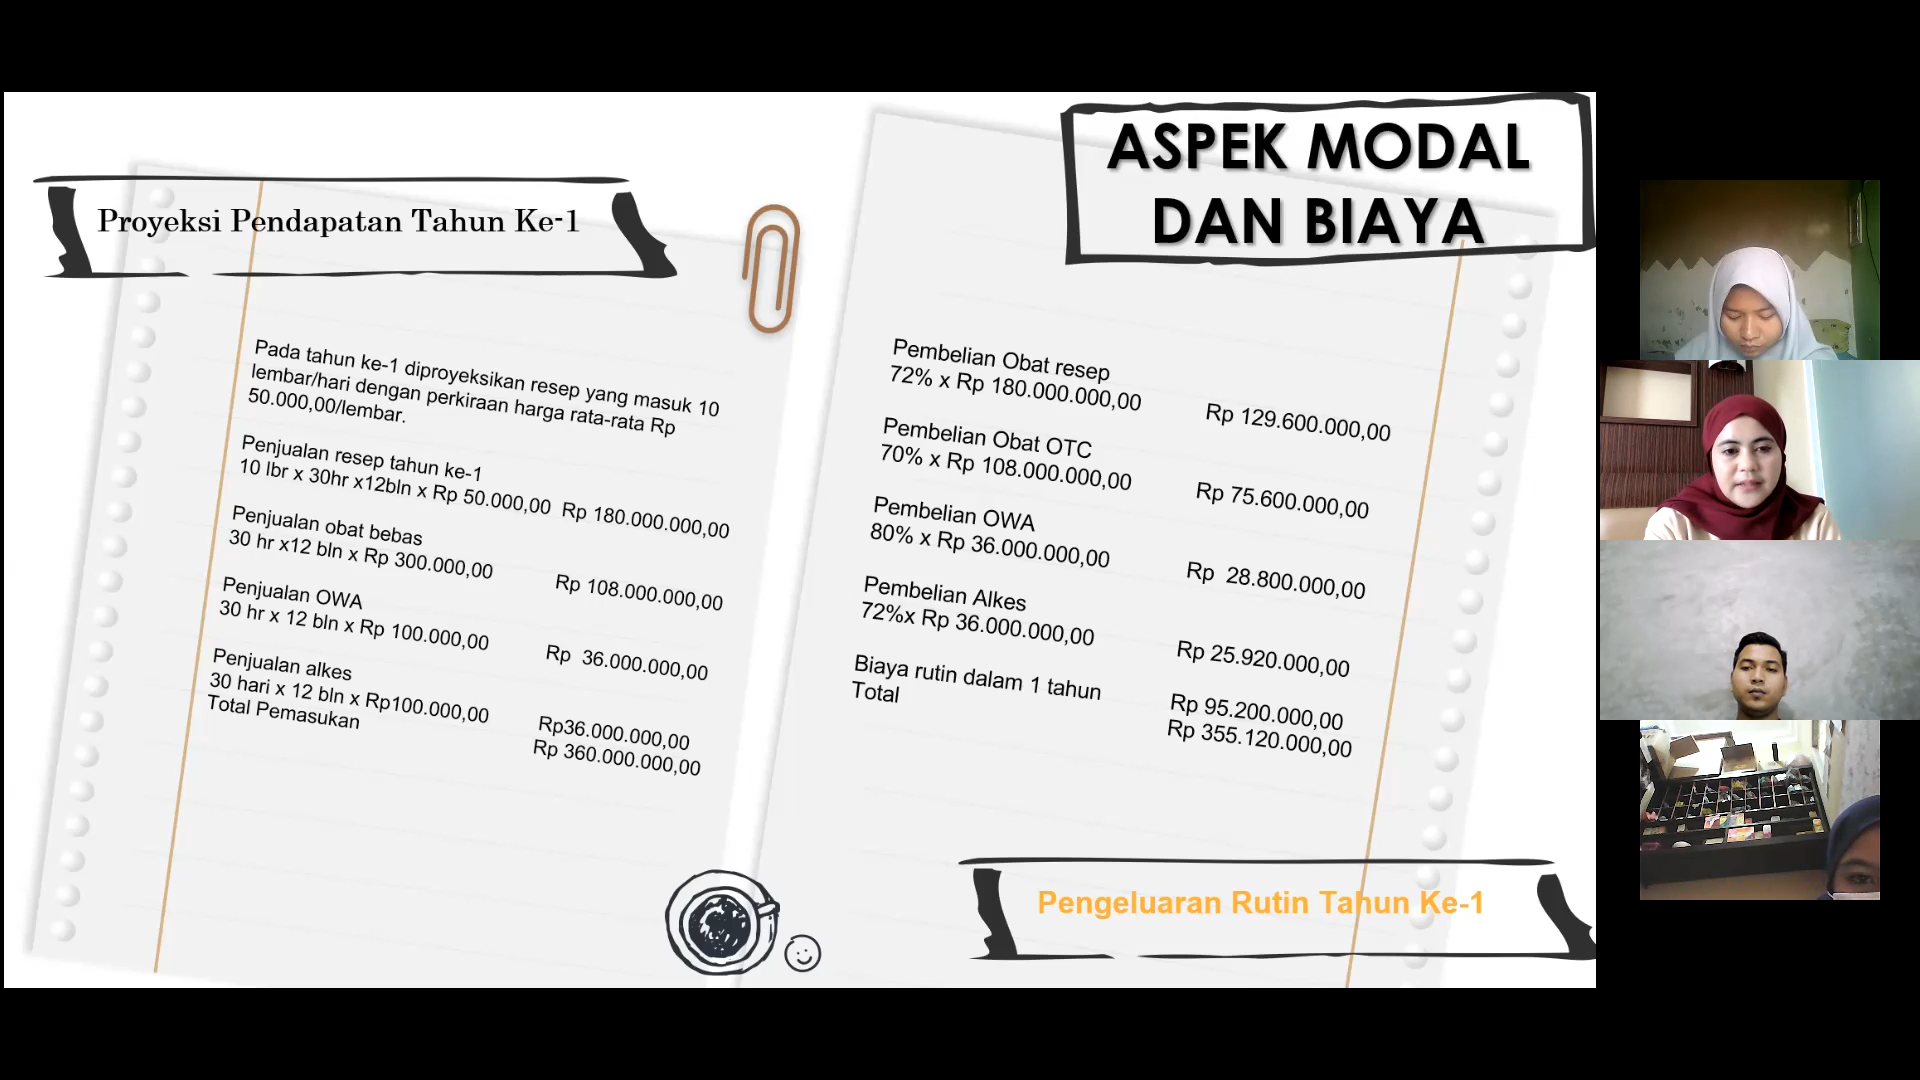 ASPEK MODAL
DAN BIAYA
Proyeksi Pendapatan Tahun Ke-1
Pada tahun ke-1 diproyeksikan resep yang masuk 10
lembar/hari dengan perkiraan harga rata-rata Rp
50.000,00/lembar.
Penjualan resep tahun ke-1
10 lbr x 30hr x12bln x Rp 50.000,00 Rp 180.000.000,00
Penjualan obat bebas
30 hr x12 bln x Rp 300.000,00 Rp 108.000.000,00
Penjualan OWA
30 hr x 12 bln x Rp 100.000,00 Rp 36.000.000,00
Penjualan alkes
30 hari x 12 bln x Rp100.000,00 Rp36.000.000,00
Total Pemasukan Rp 360.000.000,00
Pembelian Obat resep
72% x Rp 180.000.000,00 Rp 129.600.000,00
Pembelian Obat OTC
70% x Rp 108.000.000,00 Rp 75.600.000,00
Pembelian OWA
80% x Rp 36.000.000,00 Rp 28.800.000,00
Pembelian Alkes
72%x Rp 36.000.000,00 Rp 25.920.000,00
Biaya rutin dalam 1 tahun Rp 95.200.000,00
Total Rp 355.120.000,00
Pengeluaran Rutin Tahun Ke-1